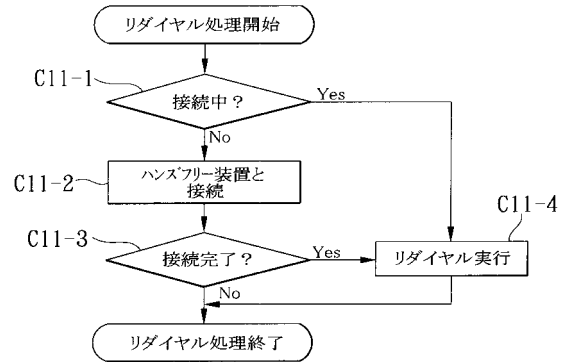 リダイヤル処理開始
C11-1
接続中？
Yes
No
C11-2
ハンズフリー装置と
接続
C11-3
接続完了？
Yes
C11-4
リダイヤル実行
No
リダイヤル処理終了